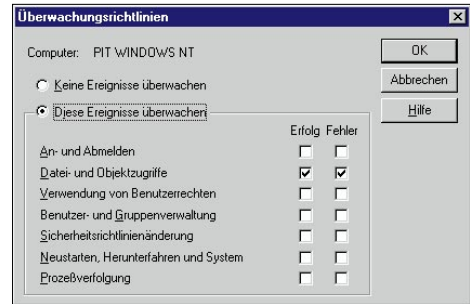 Überwachungsrichtlinien
Computer: PIT WINDOWS NT
Keine Ereignisse überwachen
Diese Ereignisse überwachen
Erfolg Fehler
An- und Abmelden
Datei- und Objektzugriffe
Verwendung von Benutzerrechten
Benutzer- und Gruppenverwaltung
Sicherheitsrichtlinienänderung
Neustarten, Herunterfahren und System
Prozeßverfolgung
OK
Abbrechen
Hilfe